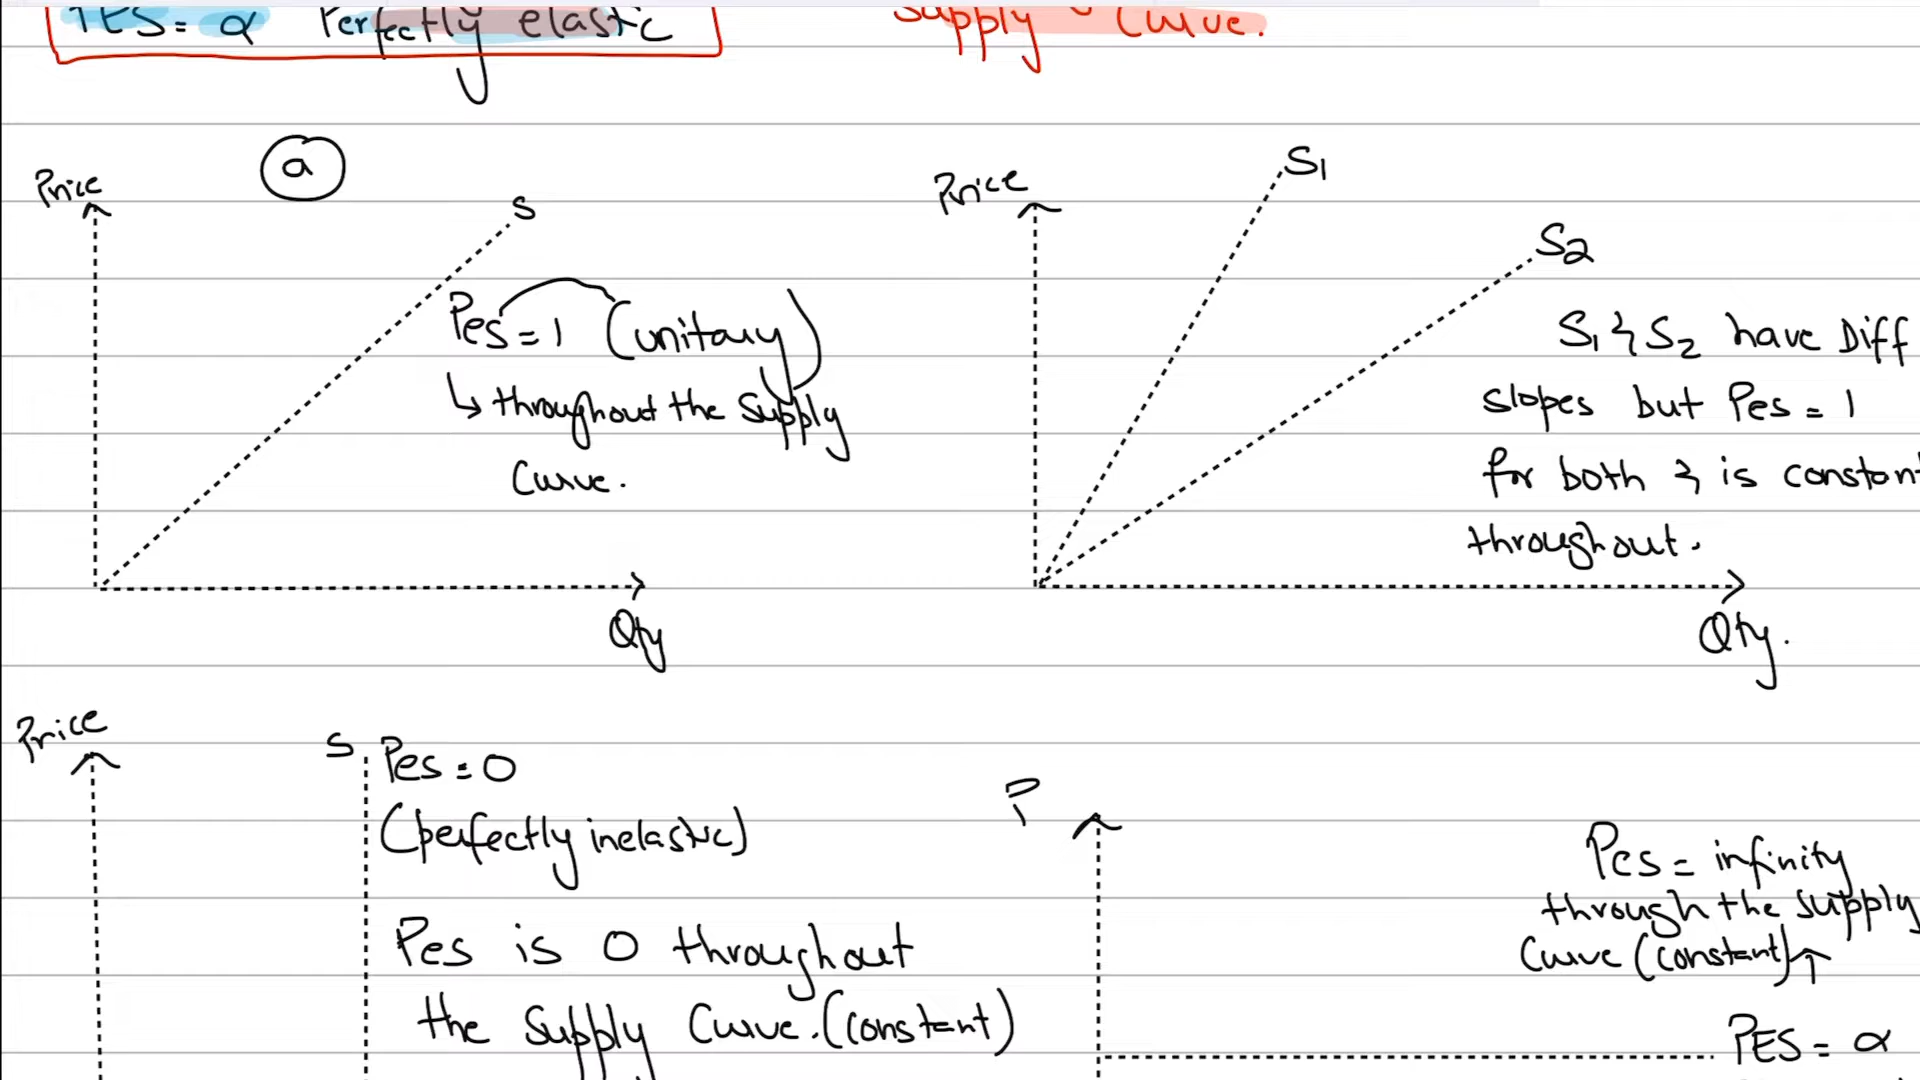 PES = α Perfectly elastic
Supply Curve.
a
Price
S
Pes = 1 (unitary)
↳ throughout the supply
Curve.
Qty
Price
S1
S2
S1 & S2 have Diff
slopes but Pes = 1
for both & is constant
throughout.
Qty.
Price
S
Pes = 0
(perfectly inelastic)
Pes is 0 throughout
the supply Curve. (constant)
P
Pes = infinity
through the supply
Curve (constant) ↑
PES = α